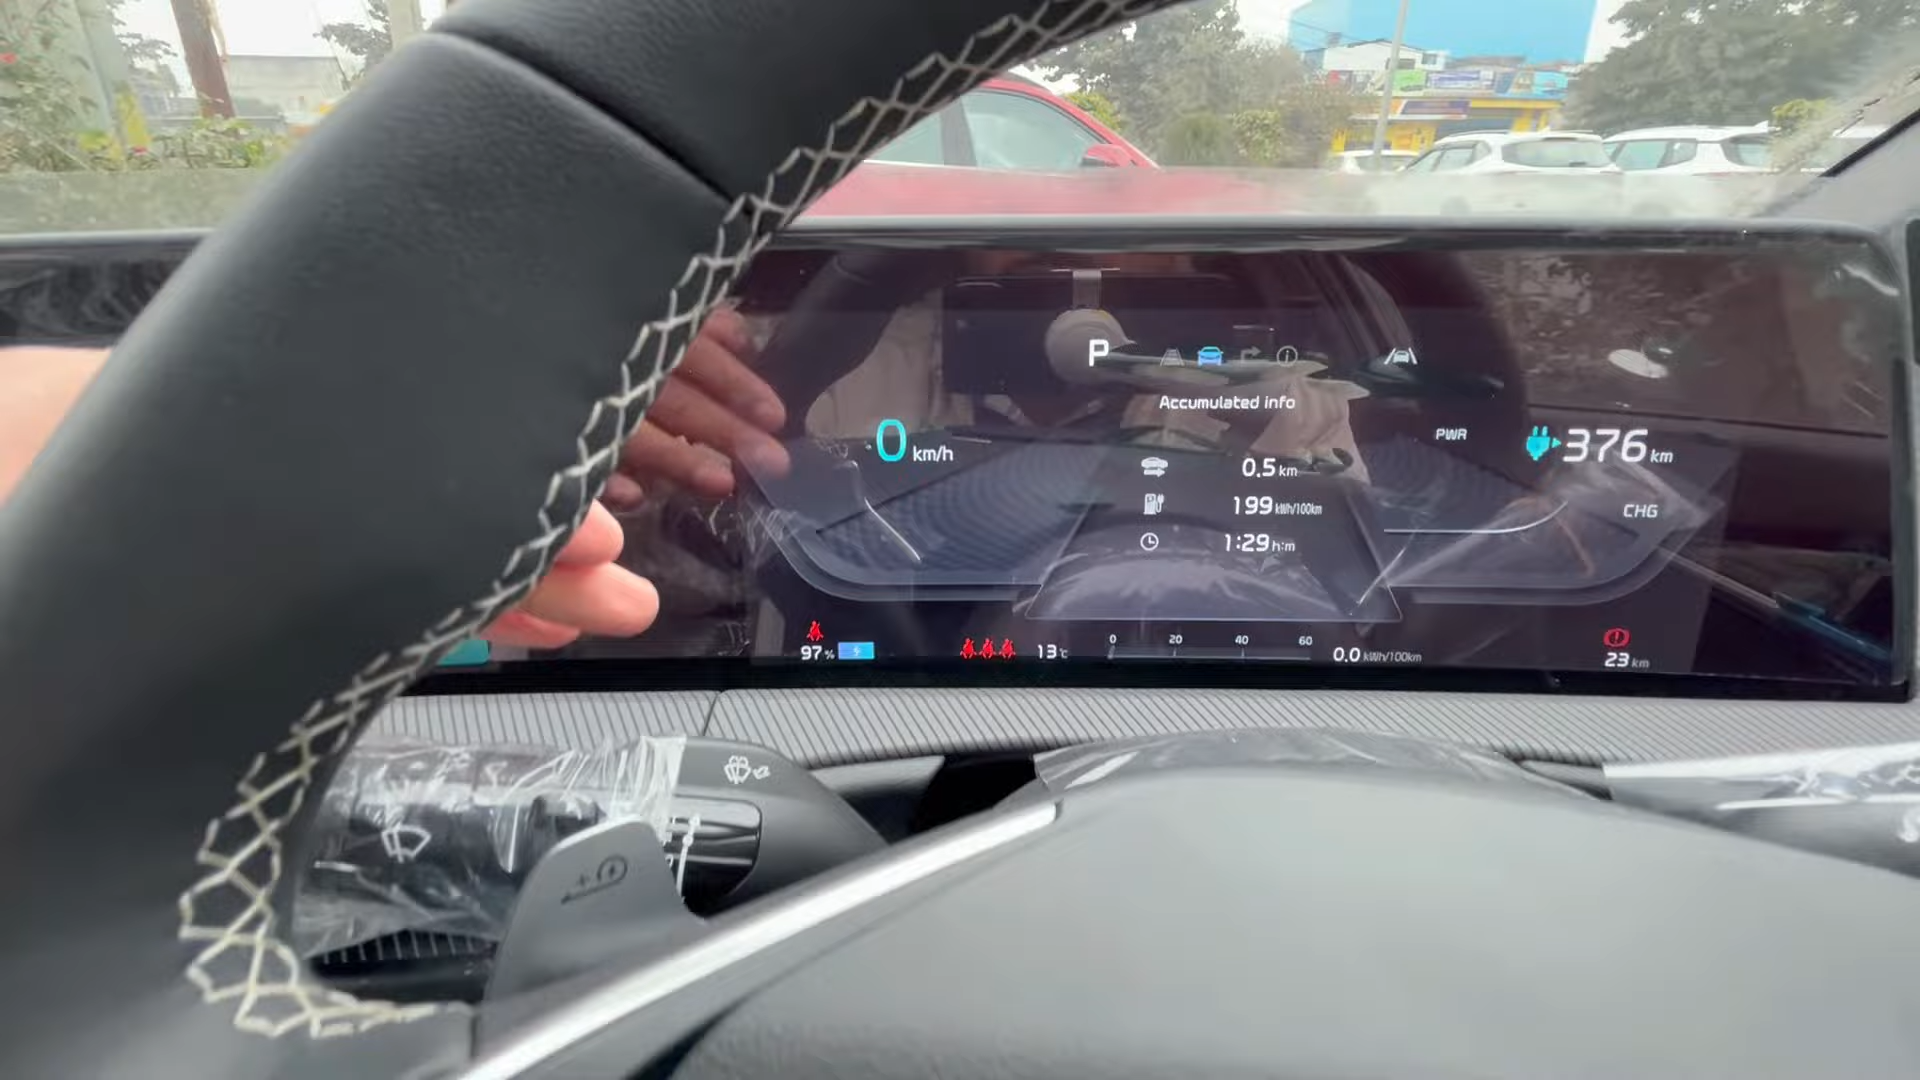 P
Accumulated info
0 km/h
PWR
376 km
0.5 km
199 kWh/100km
CHG
1:29 h:m
97 %
13°C
0 20 40 60
0.0 kWh/100km
23 km